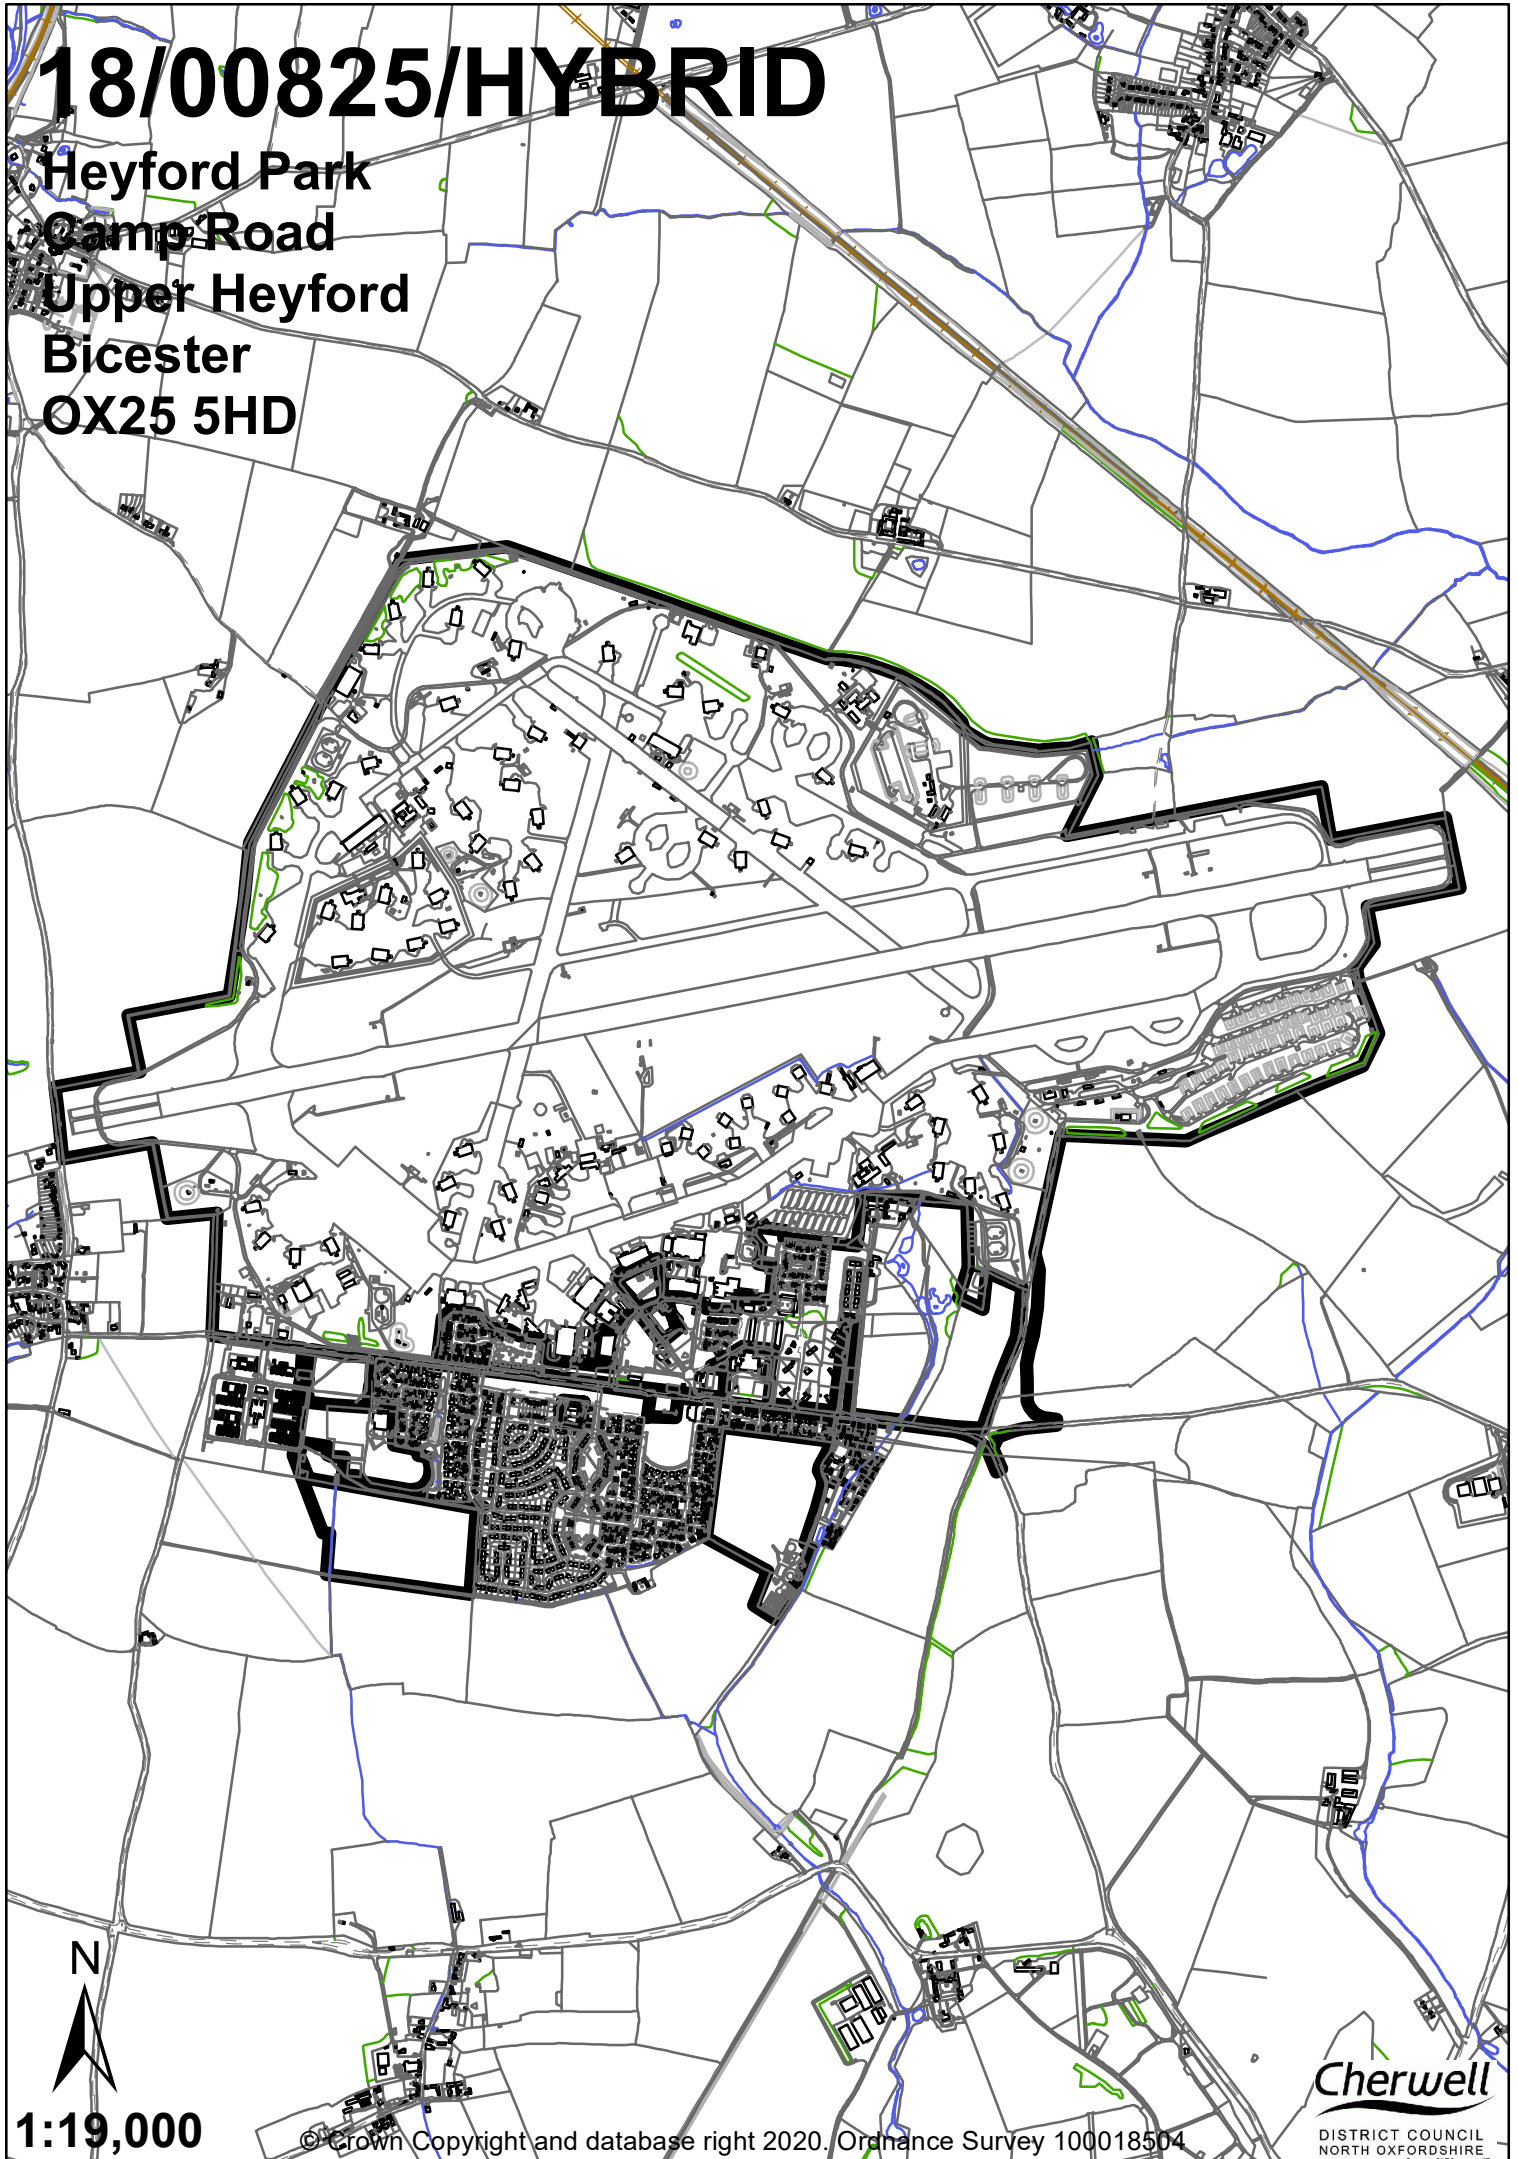 18/00825/HYBRID
Heyford Park
Camp Road
Upper Heyford
Bicester
OX25 5HD
N
1:19,000
© Crown Copyright and database right 2020. Ordnance Survey 100018504
Cherwell
DISTRICT COUNCIL
NORTH OXFORDSHIRE